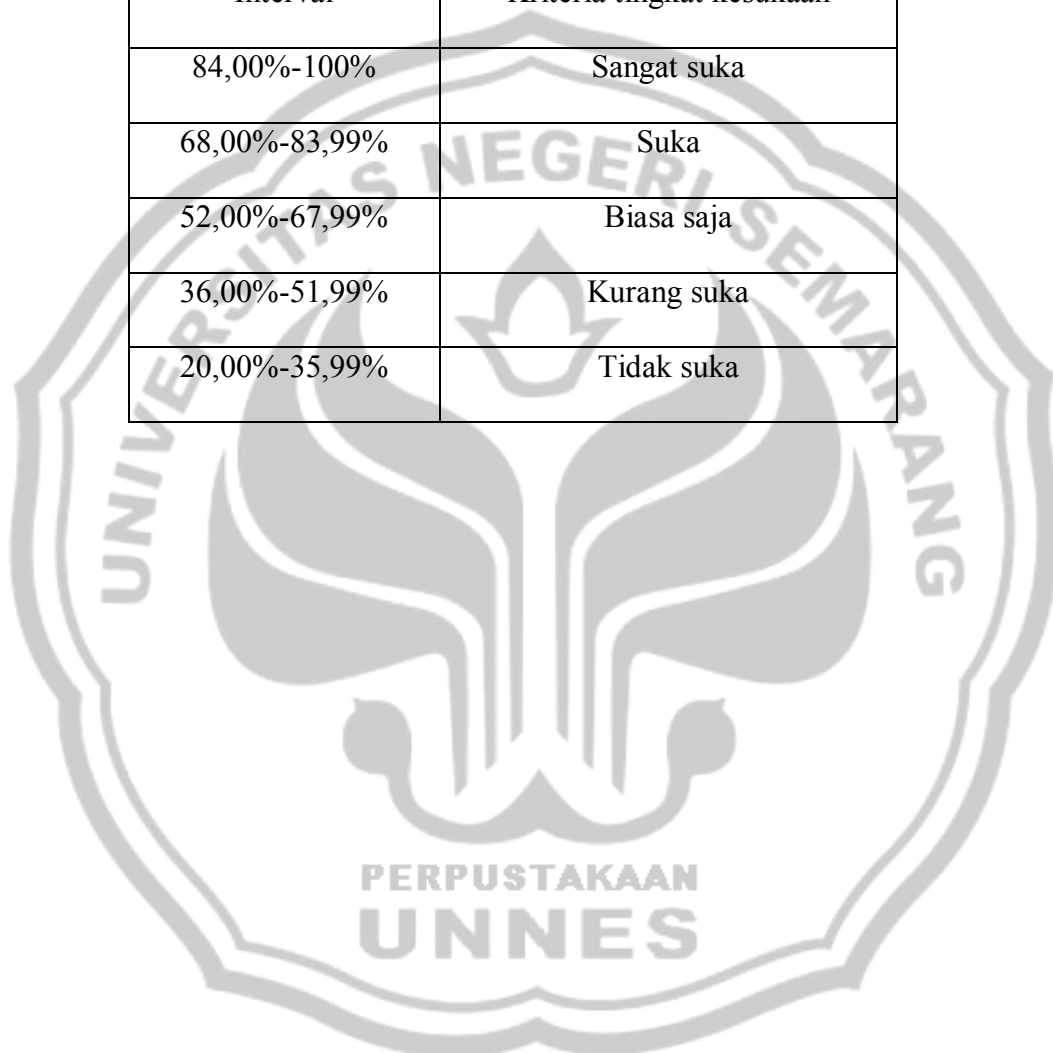 Interval Kriteria tingkat kesukaan
84,00%-100% Sangat suka
68,00%-83,99% Suka
52,00%-67,99% Biasa saja
36,00%-51,99% Kurang suka
20,00%-35,99% Tidak suka
UNIVERSITAS NEGERI SEMARANG
PERPUSTAKAAN
UNNES